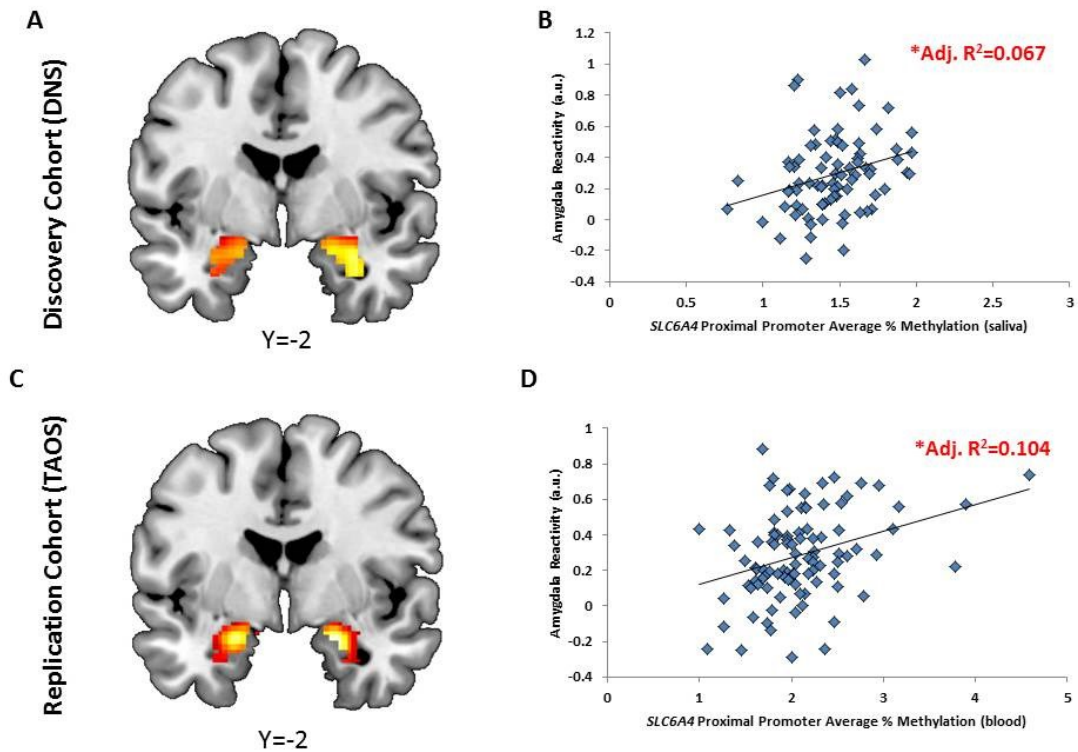 A
Discovery Cohort (DNS)
Y=-2
B
*Adj. R²=0.067
Amygdala Reactivity (a.u.)
1.2
1
0.8
0.6
0.4
0.2
0
-0.2
-0.4
0
0.5
1
1.5
2
2.5
3
SLC6A4 Proximal Promoter Average % Methylation (saliva)
C
Replication Cohort (TAOS)
Y=-2
D
*Adj. R²=0.104
Amygdala Reactivity (a.u.)
1
0.8
0.6
0.4
0.2
0
-0.2
-0.4
0
1
2
3
4
5
SLC6A4 Proximal Promoter Average % Methylation (blood)